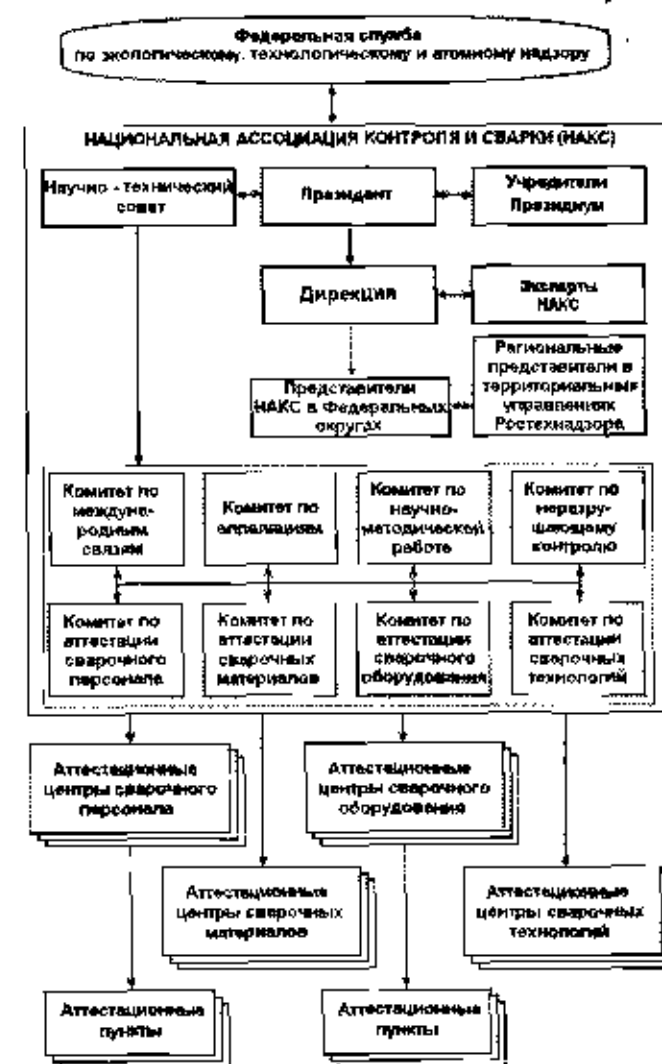 Федеральная служба
по экологическому, технологическому и атомному надзору
НАЦИОНАЛЬНАЯ АССОЦИАЦИЯ КОНТРОЛЯ И СВАРКИ (НАКС)
Научно - технический
совет
Президент
Учредители
Президиум
Дирекция
Эксперты
НАКС
Представители
НАКС в Федеральных
округах
Региональные
представители в
территориальных
управлениях
Ростехнадзора
Комитет по
междуна-
родным
связям
Комитет по
апелляциям
Комитет по
научно-
методической
работе
Комитет по
неразру-
шающему
контролю
Комитет по
аттестации
сварочного
персонала
Комитет по
аттестации
сварочных
материалов
Комитет по
аттестации
сварочного
оборудования
Комитет по
аттестации
сварочных
технологий
Аттестационные
центры сварочного
персонала
Аттестационные
центры сварочного
оборудования
Аттестационные
центры сварочных
материалов
Аттестационные
центры сварочных
технологий
Аттестационные
пункты
Аттестационные
пункты